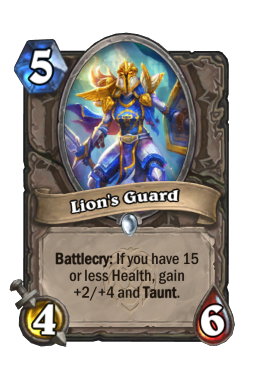 5
Lion's Guard
Battlecry: If you have 15
or less Health, gain
+2/+4 and Taunt.
4
6